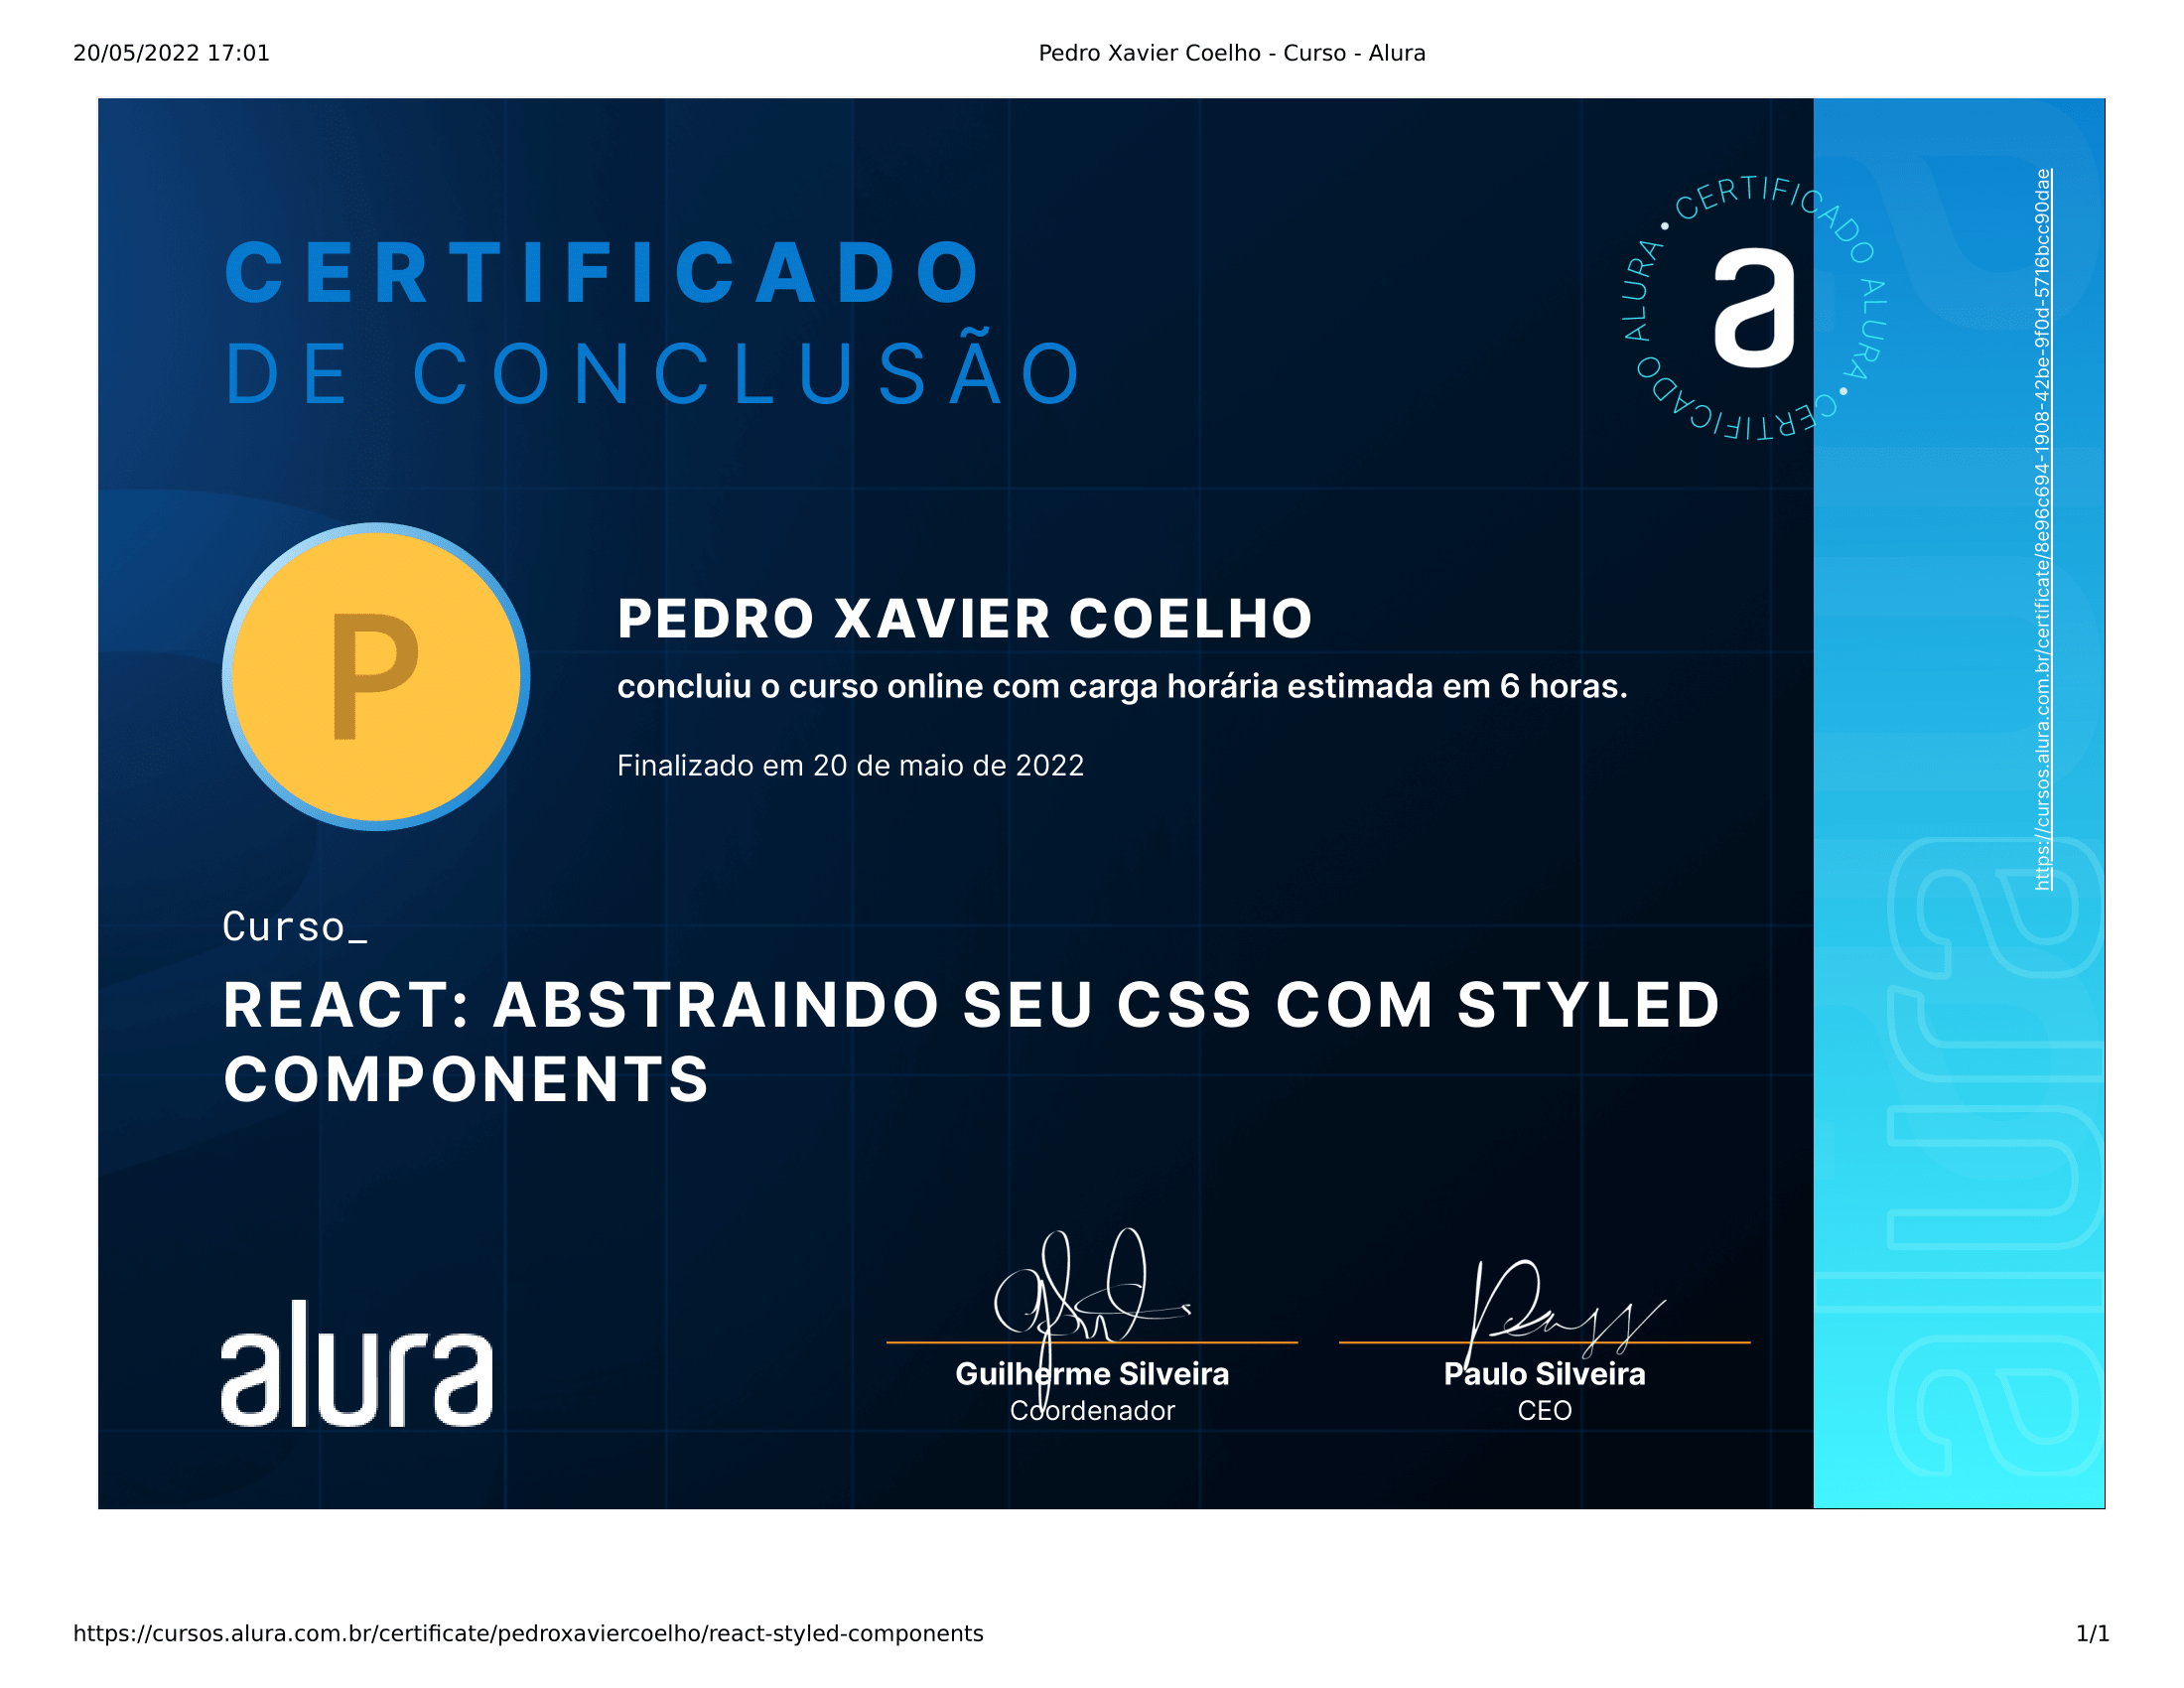 20/05/2022 17:01
Pedro Xavier Coelho - Curso - Alura
CERTIFICADO
DE CONCLUSÃO
• CERTIFICADO ALURA • CERTIFICADO ALURA
a
https://cursos.alura.com.br/certificate/8e96c694-1908-42be-9f0d-5716bcc90dae
P
PEDRO XAVIER COELHO
concluiu o curso online com carga horária estimada em 6 horas.
Finalizado em 20 de maio de 2022
Curso_
REACT: ABSTRAINDO SEU CSS COM STYLED
COMPONENTS
alura
alura
Guilherme Silveira
Coordenador
Paulo Silveira
CEO
https://cursos.alura.com.br/certificate/pedroxaviercoelho/react-styled-components
1/1